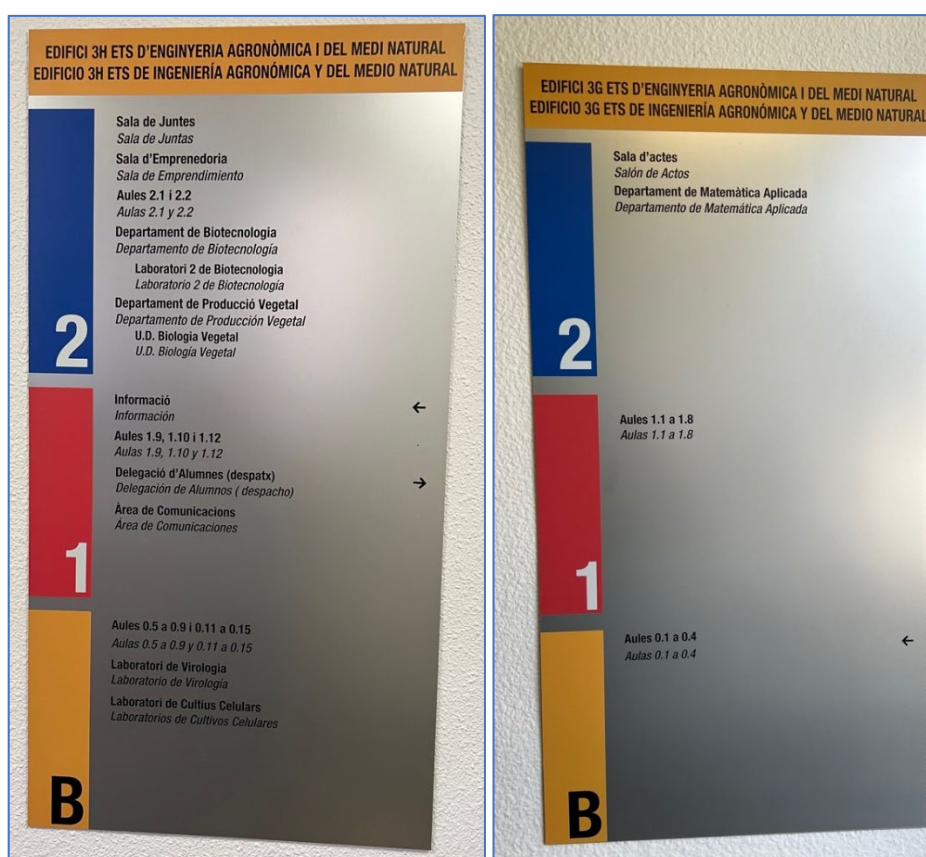 EDIFICI 3H ETS D'ENGINYERIA AGRONÒMICA I DEL MEDI NATURAL
EDIFICIO 3H ETS DE INGENIERÍA AGRONÓMICA Y DEL MEDIO NATURAL
Sala de Juntes
Sala de Juntas
Sala d'Emprenedoria
Sala de Emprendimiento
Aules 2.1 i 2.2
Aulas 2.1 y 2.2
Departament de Biotecnologia
Departamento de Biotecnología
Laboratori 2 de Biotecnologia
Laboratorio 2 de Biotecnología
Departament de Producció Vegetal
Departamento de Producción Vegetal
U.D. Biologia Vegetal
U.D. Biología Vegetal
2
Informació
Información
←
Aules 1.9, 1.10 i 1.12
Aulas 1.9, 1.10 y 1.12
Delegació d'Alumnes (despatx)
Delegación de Alumnos ( despacho)
→
Àrea de Comunicacions
Área de Comunicaciones
1
Aules 0.5 a 0.9 i 0.11 a 0.15
Aulas 0.5 a 0.9 y 0.11 a 0.15
Laboratori de Virologia
Laboratorio de Virología
Laboratori de Cultius Celulars
Laboratorios de Cultivos Celulares
B
EDIFICI 3G ETS D'ENGINYERIA AGRONÒMICA I DEL MEDI NATURAL
EDIFICIO 3G ETS DE INGENIERÍA AGRONÓMICA Y DEL MEDIO NATURAL
Sala d'actes
Salón de Actos
Departament de Matemàtica Aplicada
Departamento de Matemática Aplicada
2
Aules 1.1 a 1.8
Aulas 1.1 a 1.8
1
Aules 0.1 a 0.4
Aulas 0.1 a 0.4
←
B